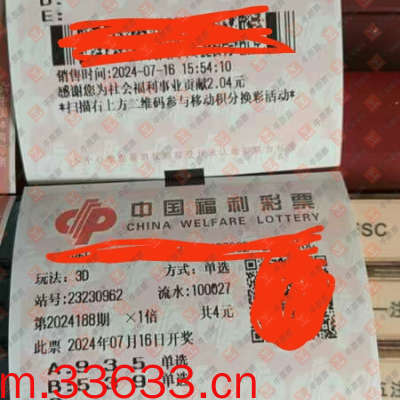 E:
销售时间:2024-07-16 15:54:10
感谢您为社会福利事业贡献2.04元
*扫描右上方二维码参与移动积分换彩活动*
中国福利彩票
CHINA WELFARE LOTTERY
玩法:3D 方式:单选
站号:23230962 流水:100027
第2024188期 ×1倍 共4元
此票 2024年07月16日开奖
A: 9 3 5 单选
单选
m.33633.cn